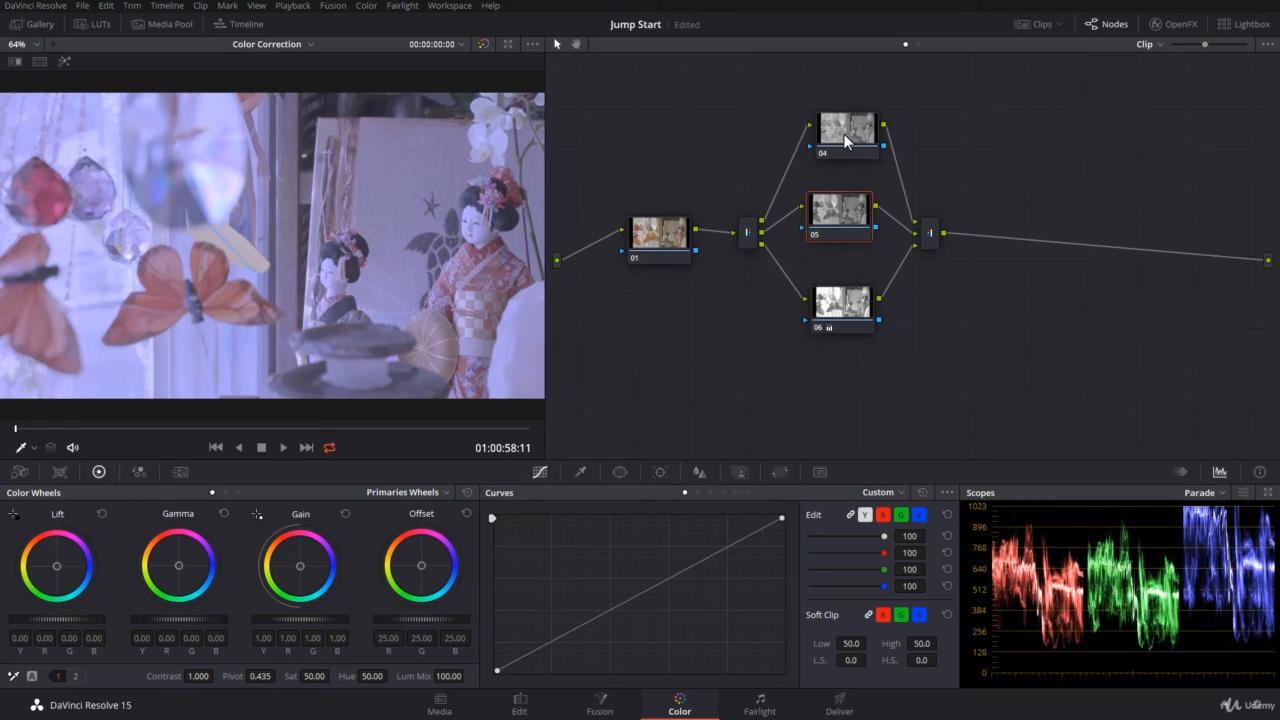 DaVinci Resolve File Edit Trim Timeline Clip Mark View Playback Fusion Color Fairlight Workspace Help
Gallery LUTs Media Pool Timeline Jump Start Edited Clips Nodes OpenFX Lightbox
64% Color Correction 00:00:00:00 Clip
04
05
01
06
01:00:58:11
Color Wheels Primaries Wheels Curves Custom Scopes Parade
Lift Gamma Gain Offset Edit Y R G B
1023
896
768
640
512
384
256
128
0
100
100
100
100
Soft Clip R G B
Low 50.0 High 50.0
L.S. 0.0 H.S. 0.0
0.00 0.00 0.00 0.00 0.00 0.00 0.00 0.00 1.00 1.00 1.00 1.00 25.00 25.00 25.00
Y R G B Y R G B Y R G B R G B
A 1 2 Contrast 1.000 Pivot 0.435 Sat 50.00 Hue 50.00 Lum Mix 100.00
DaVinci Resolve 15 Media Edit Fusion Color Fairlight Deliver Udemy